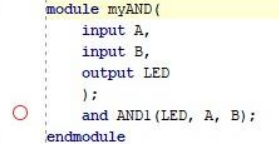 module myAND(
input A,
input B,
output LED
);
and AND1(LED, A, B);
endmodule